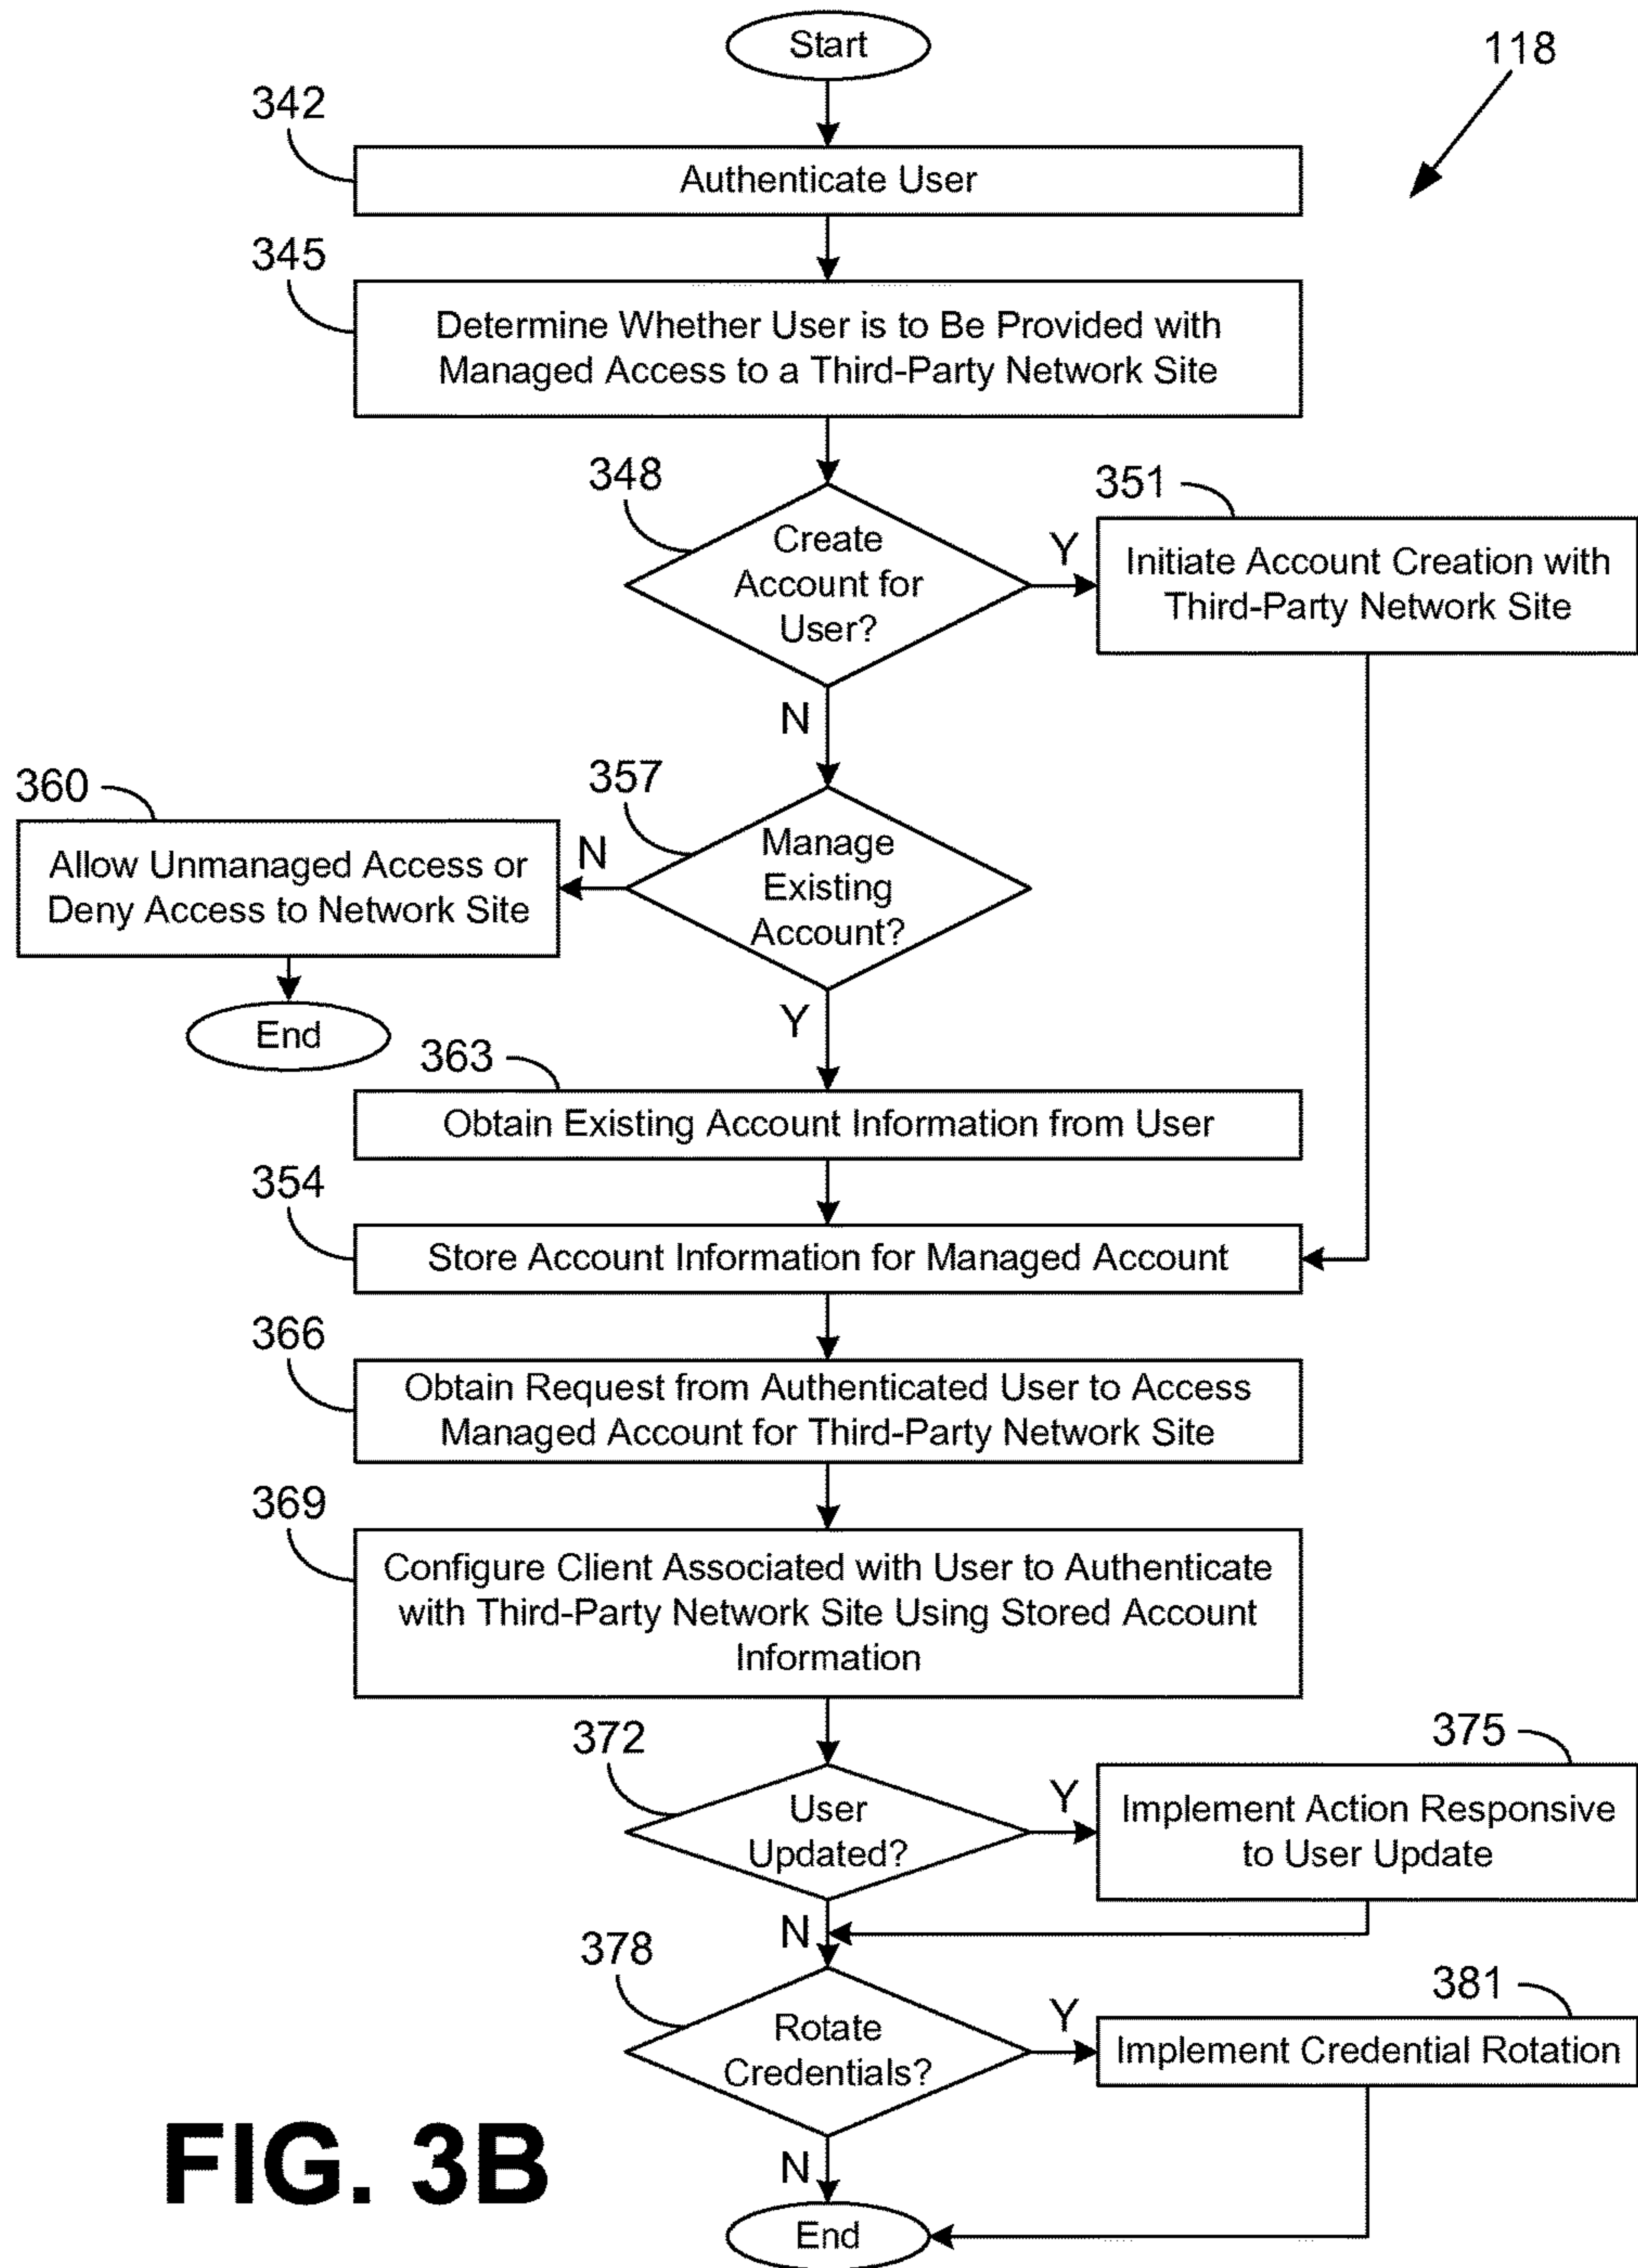 Start
118
342
Authenticate User
345
Determine Whether User is to Be Provided with
Managed Access to a Third-Party Network Site
348
Create
Account for
User?
Y
351
Initiate Account Creation with
Third-Party Network Site
N
357
Manage
Existing
Account?
N
360
Allow Unmanaged Access or
Deny Access to Network Site
End
Y
363
Obtain Existing Account Information from User
354
Store Account Information for Managed Account
366
Obtain Request from Authenticated User to Access
Managed Account for Third-Party Network Site
369
Configure Client Associated with User to Authenticate
with Third-Party Network Site Using Stored Account
Information
372
User
Updated?
Y
375
Implement Action Responsive
to User Update
N
378
Rotate
Credentials?
Y
381
Implement Credential Rotation
N
End
FIG. 3B